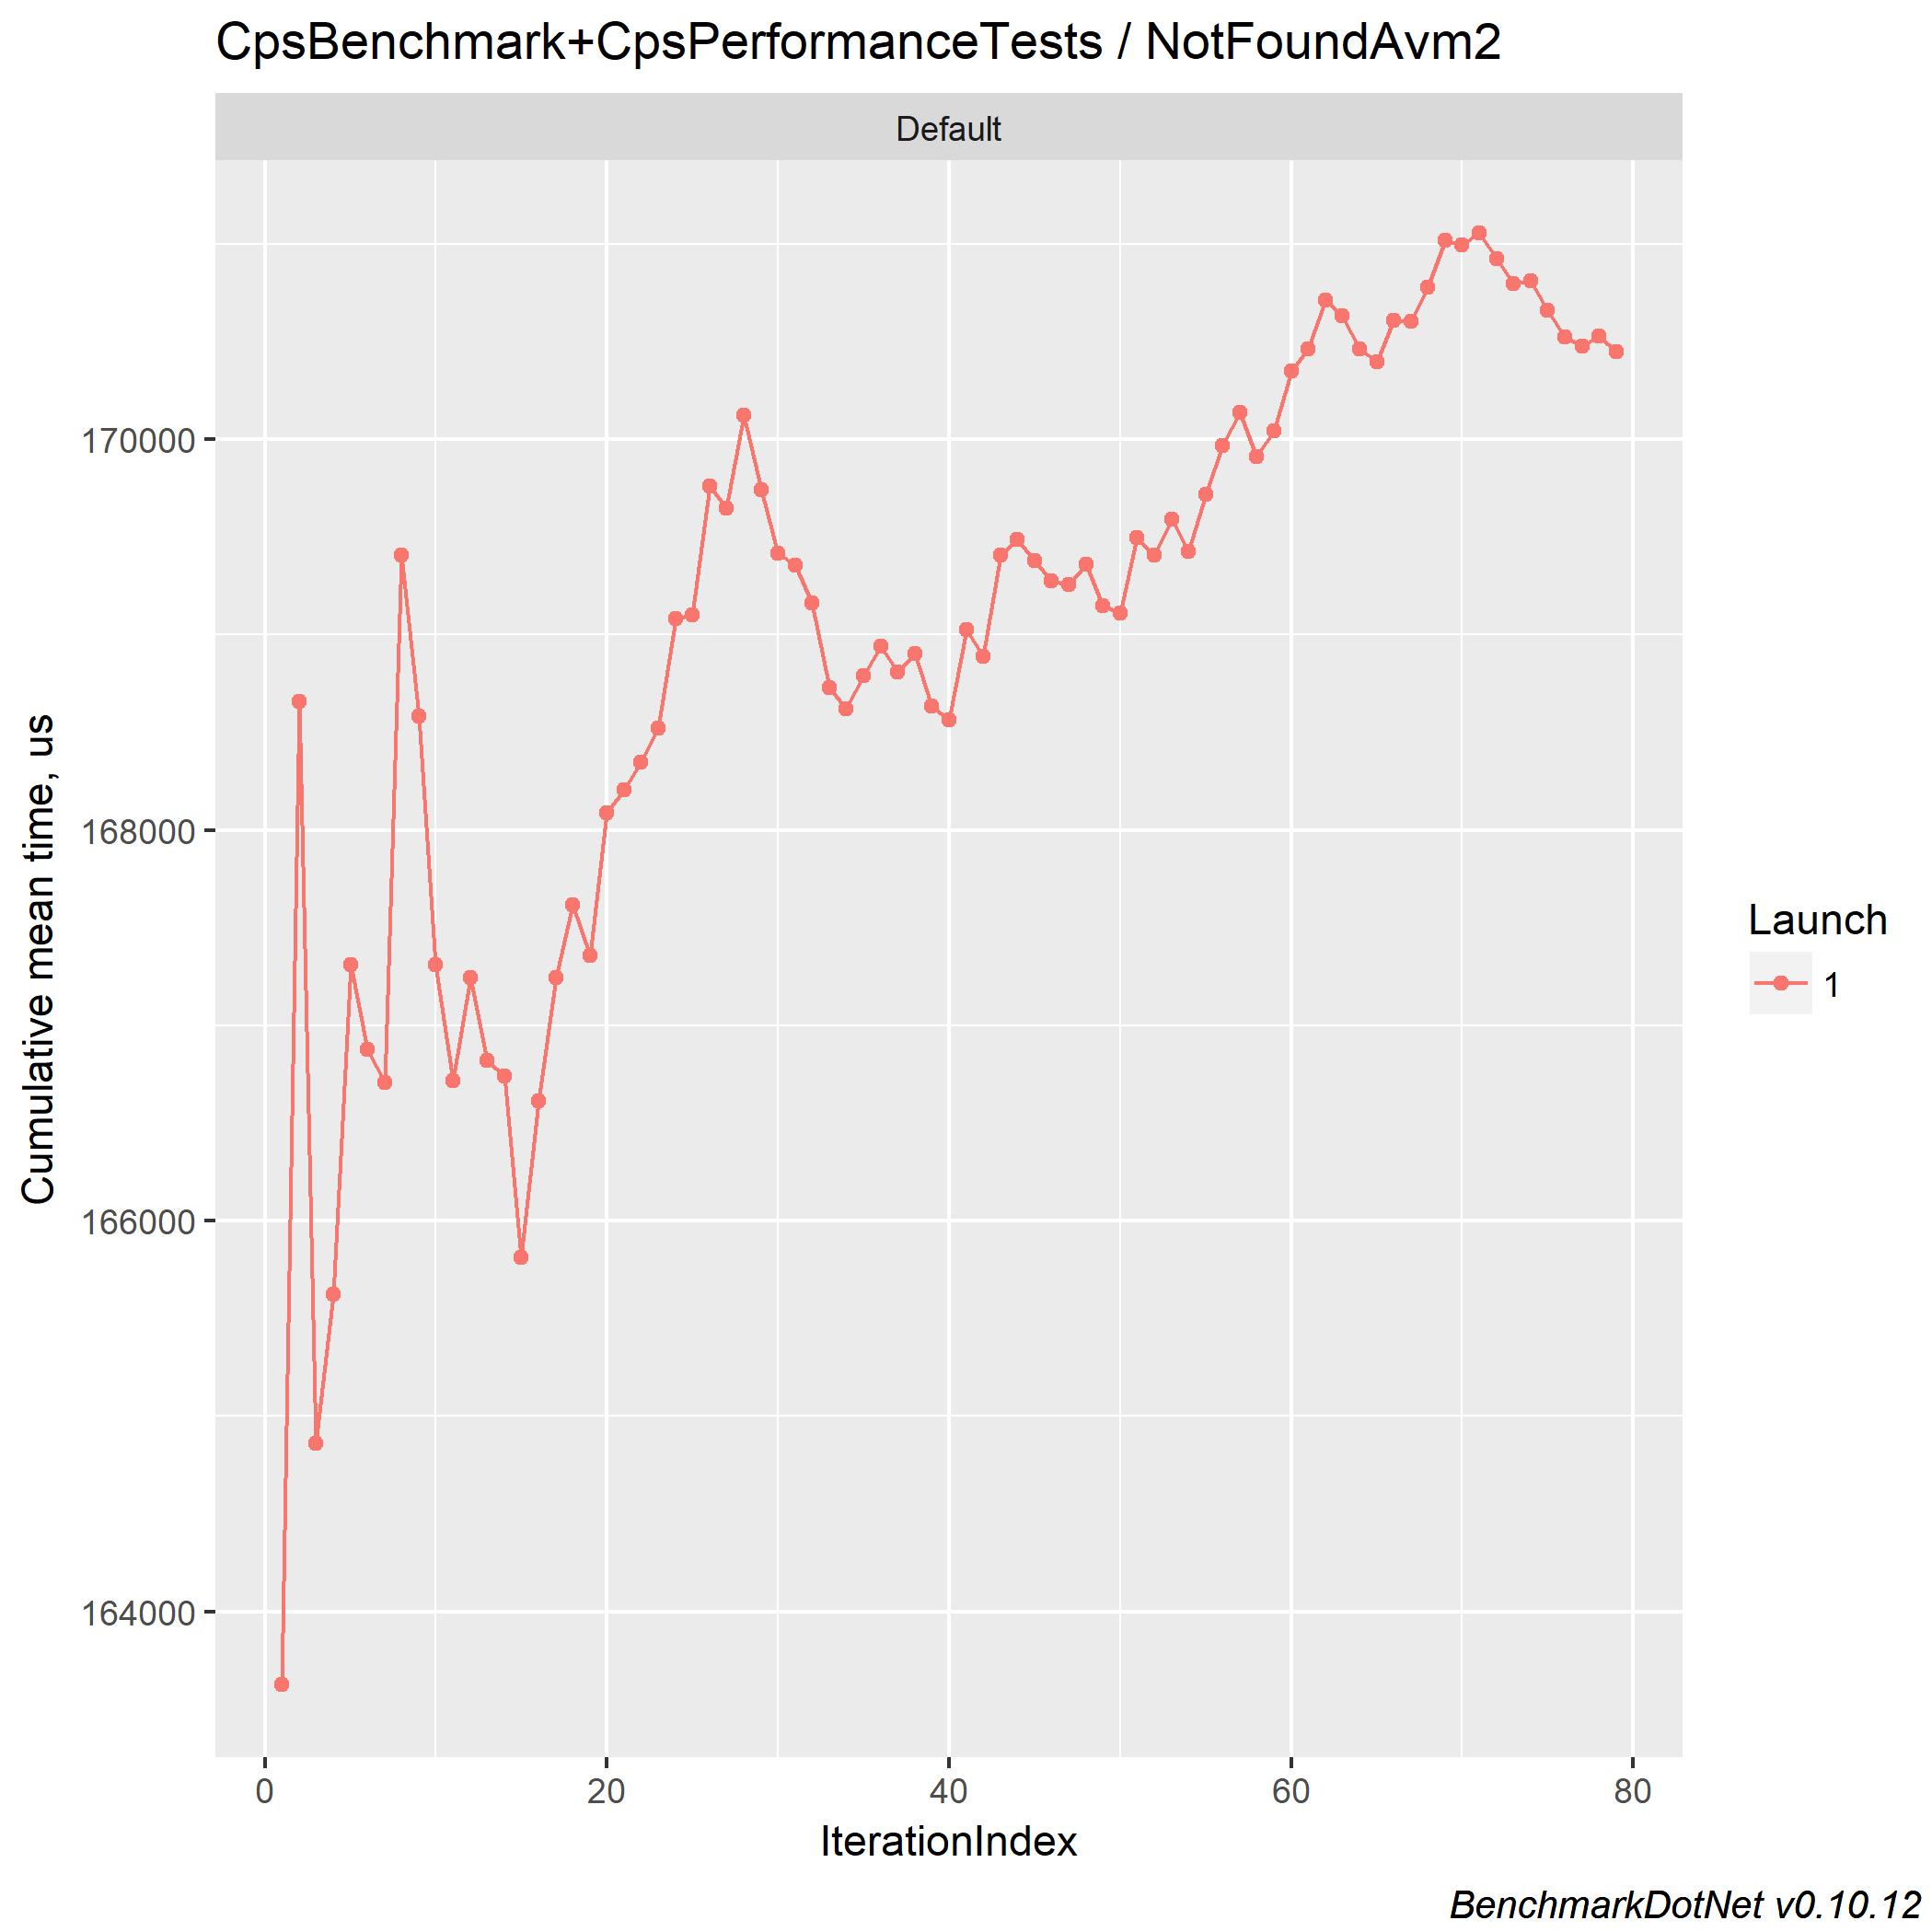 CpsBenchmark+CpsPerformanceTests / NotFoundAvm2
Default
Cumulative mean time, us
170000
168000
166000
164000
0 20 40 60 80
IterationIndex
Launch
1
BenchmarkDotNet v0.10.12